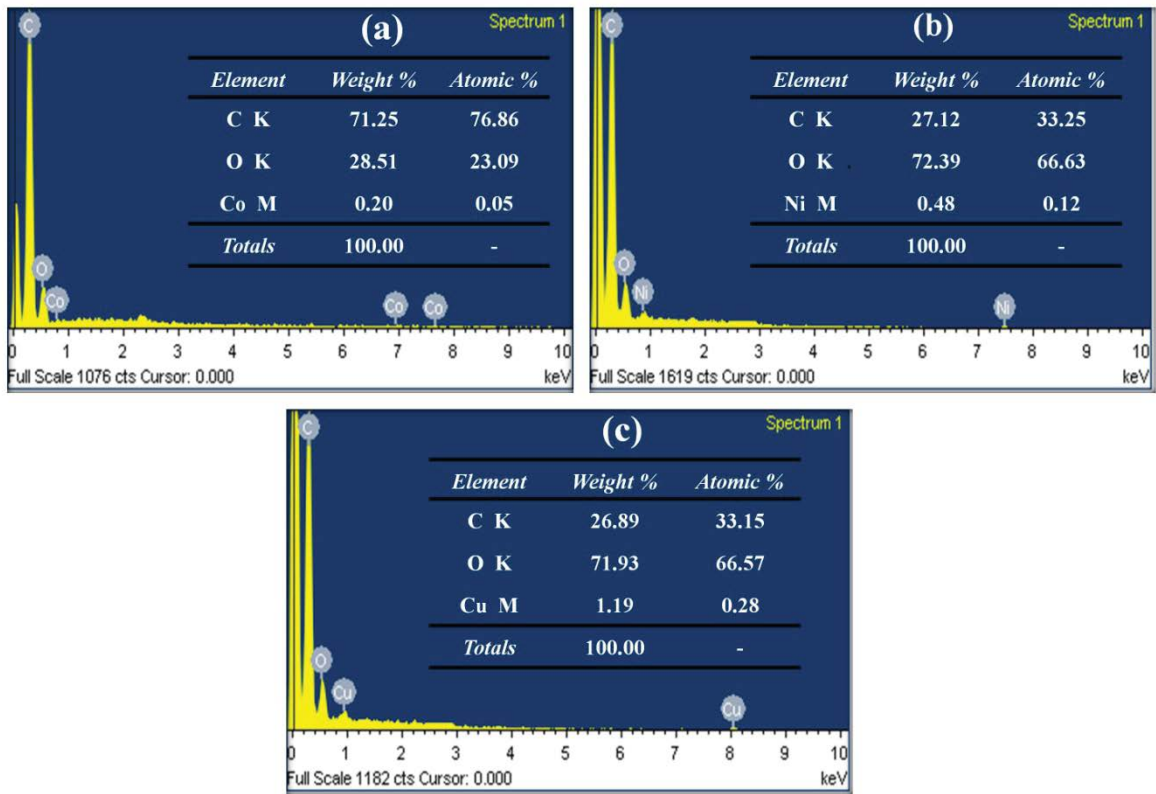 (a) Spectrum 1
C
Element Weight % Atomic %
C K 71.25 76.86
O K 28.51 23.09
Co M 0.20 0.05
Totals 100.00 -
O
Co Co Co
0 1 2 3 4 5 6 7 8 9 10
Full Scale 1076 cts Cursor: 0.000 keV
(b) Spectrum 1
C
Element Weight % Atomic %
C K 27.12 33.25
O K 72.39 66.63
Ni M 0.48 0.12
Totals 100.00 -
O
Ni Ni
0 1 2 3 4 5 6 7 8 9 10
Full Scale 1619 cts Cursor: 0.000 keV
(c) Spectrum 1
C
Element Weight % Atomic %
C K 26.89 33.15
O K 71.93 66.57
Cu M 1.19 0.28
Totals 100.00 -
O
Cu Cu
0 1 2 3 4 5 6 7 8 9 10
Full Scale 1182 cts Cursor: 0.000 keV